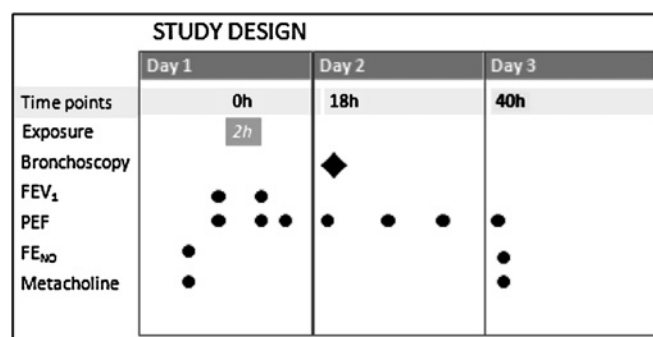 STUDY DESIGN
Day 1 Day 2 Day 3
Time points 0h 18h 40h
Exposure 2h
Bronchoscopy
FEV₁
PEF
FE_NO
Metacholine